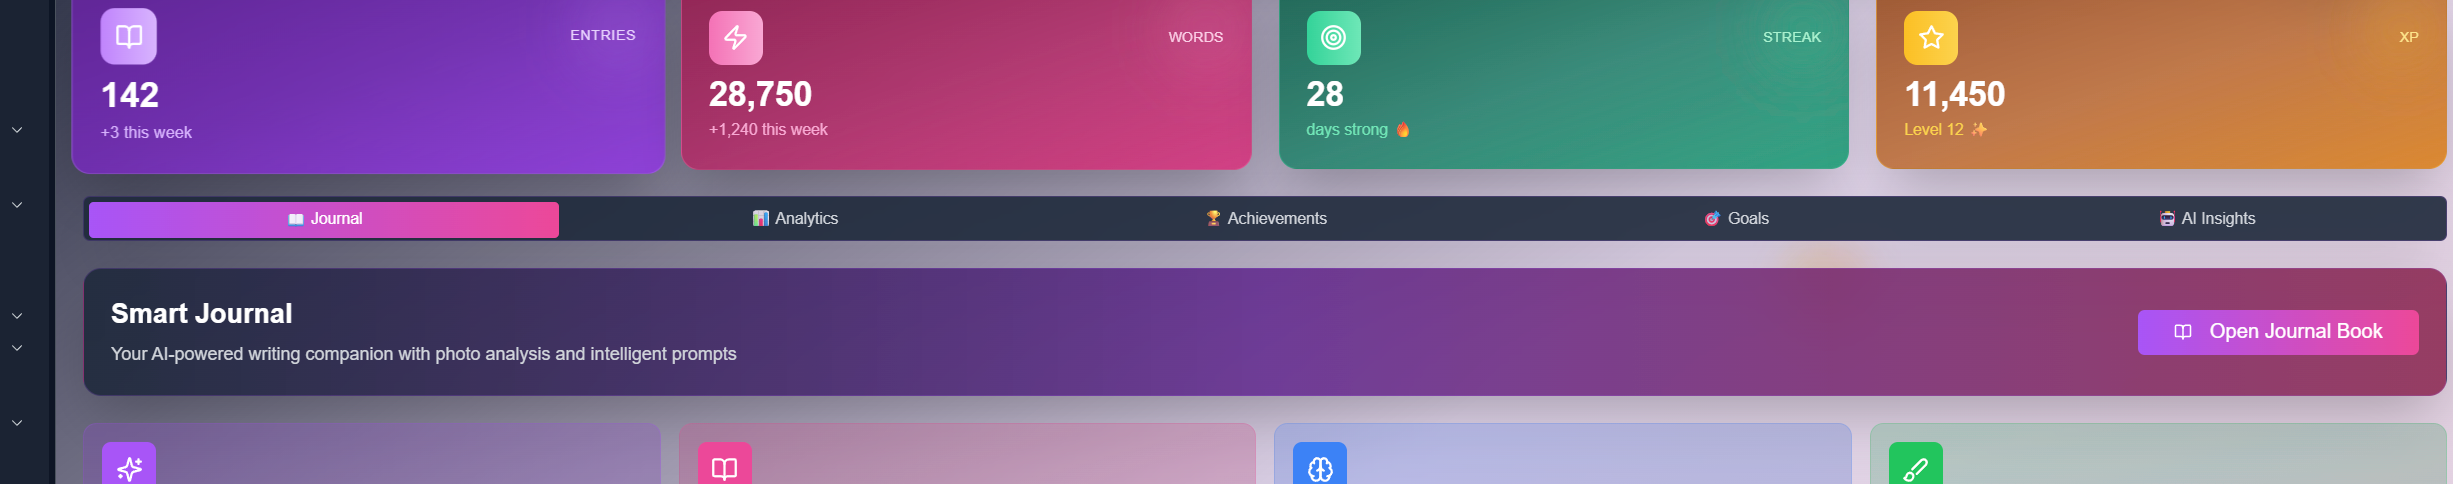 ENTRIES
142
+3 this week
WORDS
28,750
+1,240 this week
STREAK
28
days strong 🔥
XP
11,450
Level 12 ✨
📖 Journal
📊 Analytics
🏆 Achievements
🎯 Goals
🤖 AI Insights
Smart Journal
Your AI-powered writing companion with photo analysis and intelligent prompts
Open Journal Book